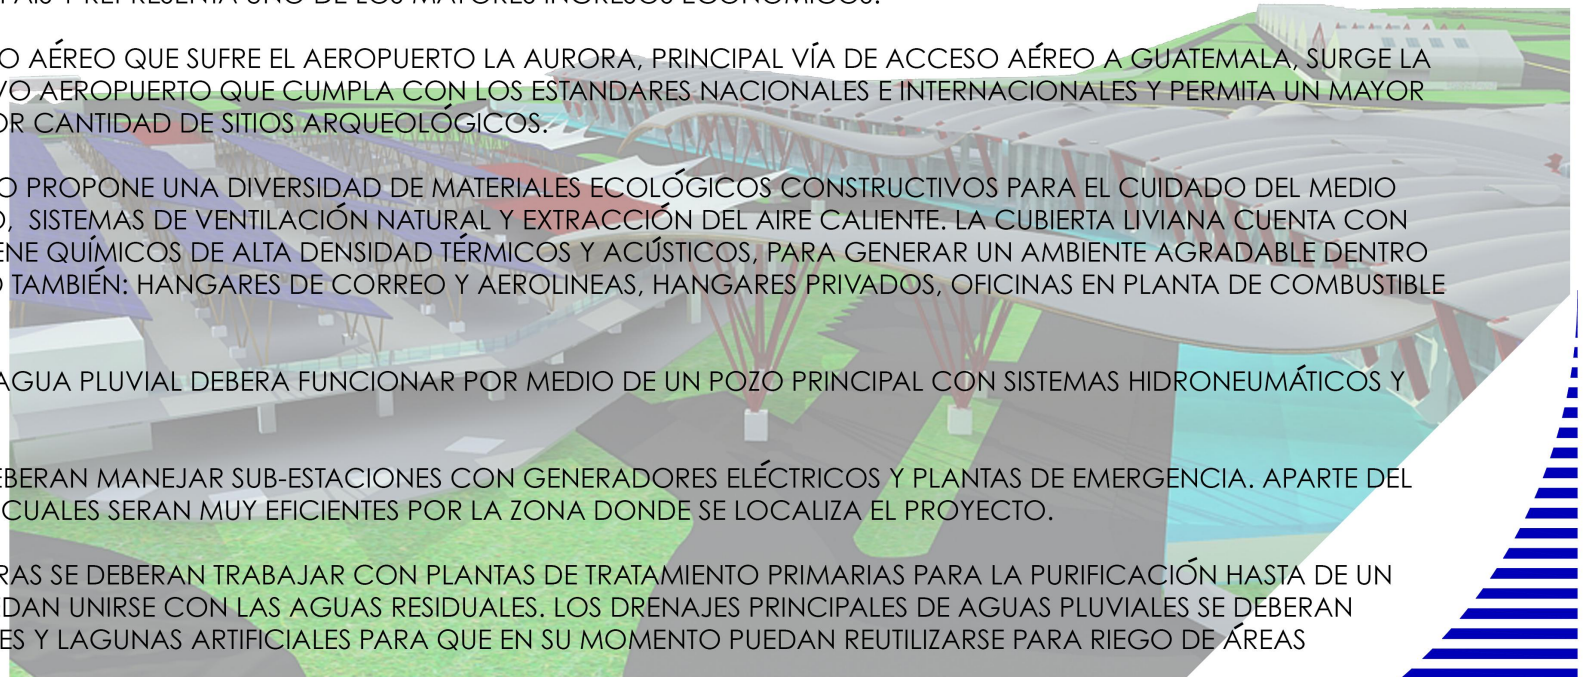 PAIS Y REPRESENTA UNO DE LOS MAYORES INGRESOS ECONOMICOS.
O AÉREO QUE SUFRE EL AEROPUERTO LA AURORA, PRINCIPAL VÍA DE ACCESO AÉREO A GUATEMALA, SURGE LA
VO AEROPUERTO QUE CUMPLA CON LOS ESTANDARES NACIONALES E INTERNACIONALES Y PERMITA UN MAYOR
OR CANTIDAD DE SITIOS ARQUEOLÓGICOS.
O PROPONE UNA DIVERSIDAD DE MATERIALES ECOLÓGICOS CONSTRUCTIVOS PARA EL CUIDADO DEL MEDIO
O, SISTEMAS DE VENTILACIÓN NATURAL Y EXTRACCIÓN DEL AIRE CALIENTE. LA CUBIERTA LIVIANA CUENTA CON
ENE QUÍMICOS DE ALTA DENSIDAD TÉRMICOS Y ACÚSTICOS, PARA GENERAR UN AMBIENTE AGRADABLE DENTRO
O TAMBIÉN: HANGARES DE CORREO Y AEROLINEAS, HANGARES PRIVADOS, OFICINAS EN PLANTA DE COMBUSTIBLE
AGUA PLUVIAL DEBERA FUNCIONAR POR MEDIO DE UN POZO PRINCIPAL CON SISTEMAS HIDRONEUMÁTICOS Y
EBERAN MANEJAR SUB-ESTACIONES CON GENERADORES ELÉCTRICOS Y PLANTAS DE EMERGENCIA. APARTE DEL
CUALES SERAN MUY EFICIENTES POR LA ZONA DONDE SE LOCALIZA EL PROYECTO.
RAS SE DEBERAN TRABAJAR CON PLANTAS DE TRATAMIENTO PRIMARIAS PARA LA PURIFICACIÓN HASTA DE UN
DAN UNIRSE CON LAS AGUAS RESIDUALES. LOS DRENAJES PRINCIPALES DE AGUAS PLUVIALES SE DEBERAN
ES Y LAGUNAS ARTIFICIALES PARA QUE EN SU MOMENTO PUEDAN REUTILIZARSE PARA RIEGO DE ÁREAS